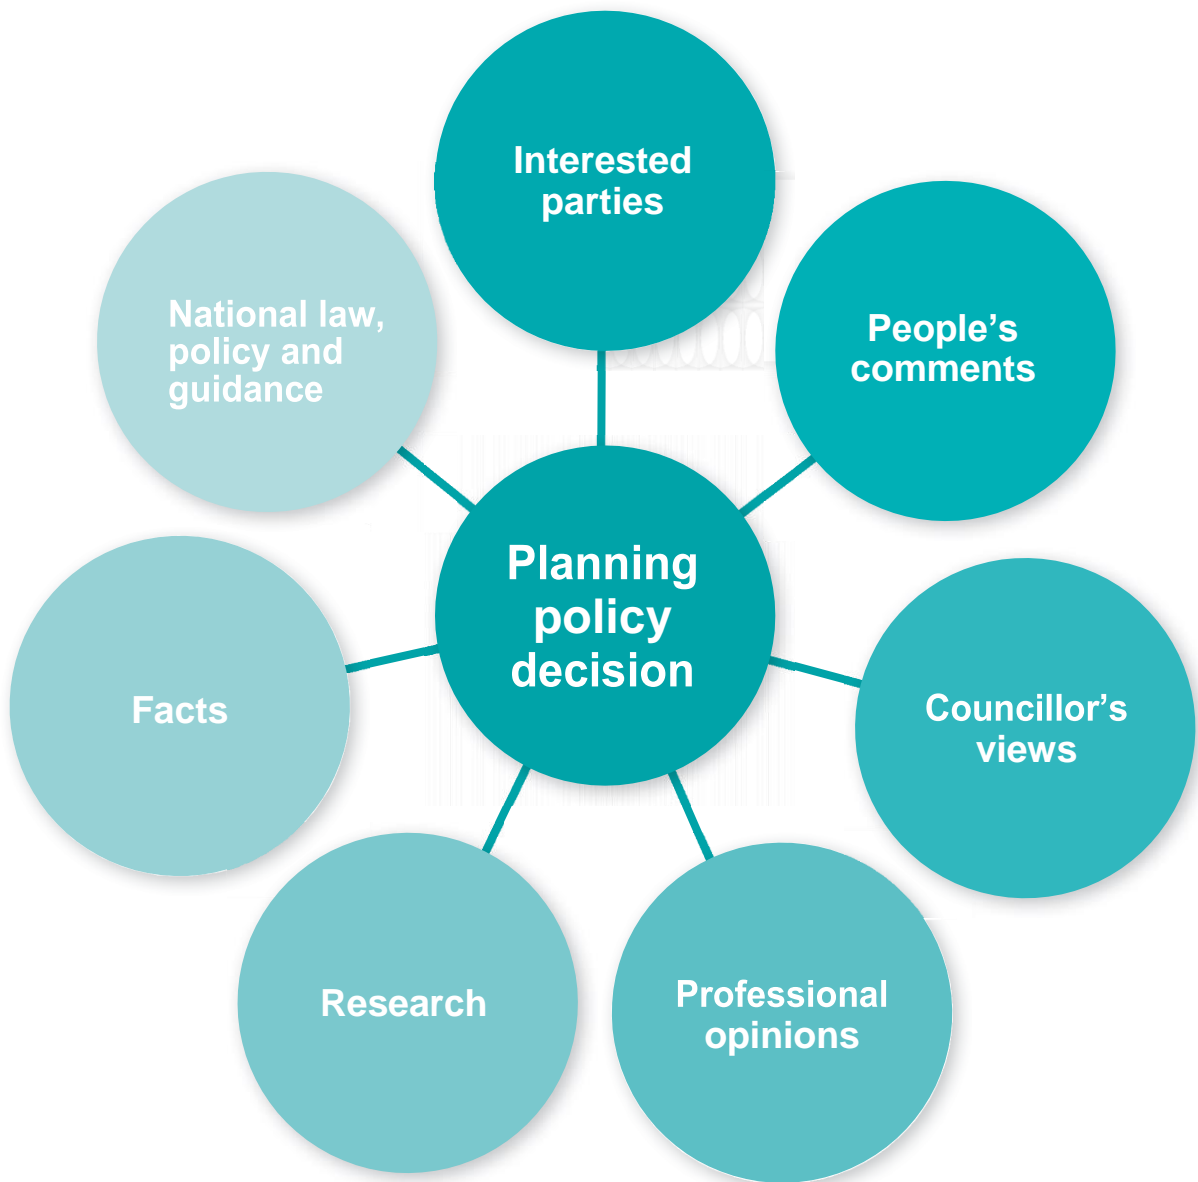 Interested
parties
People’s
comments
Councillor’s
views
Professional
opinions
Research
Facts
National law,
policy and
guidance
Planning
policy
decision